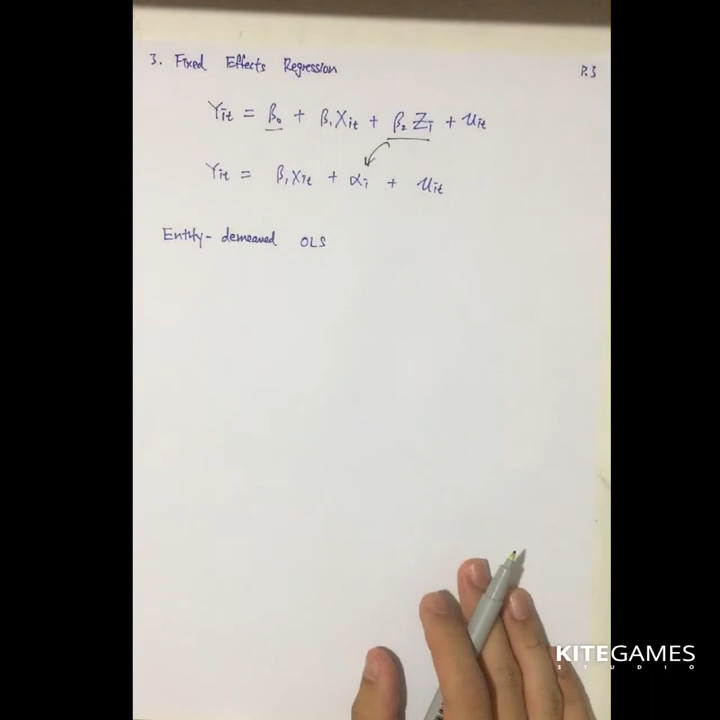 3. Fixed Effects Regression P.3
Yit = β₀ + β₁Xit + β₂Zi + uit
Yit = β₁Xit + αi + uit
Entity-demeaned OLS
KITEGAMES
STUDIO